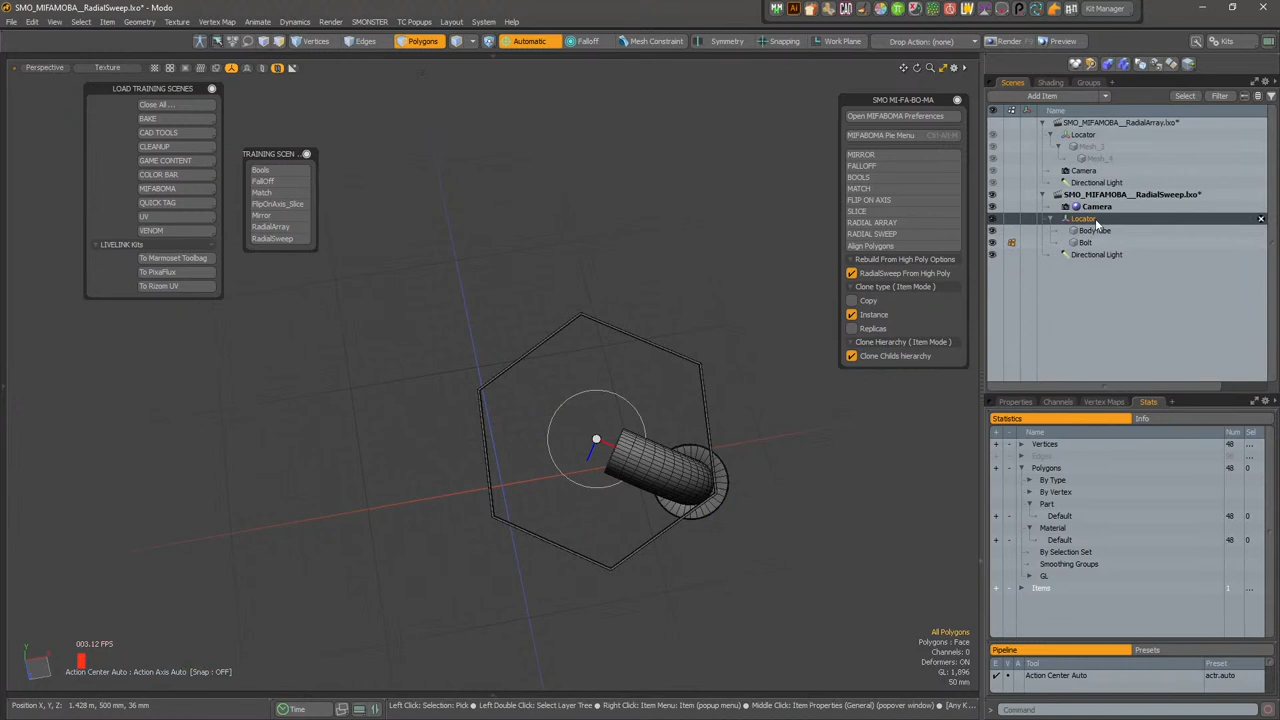 SMO_MIFAMOBA__RadialSweep.lxo* - Modo
Kit Manager
File Edit View Select Item Geometry Texture Vertex Map Animate Dynamics Render SMONSTER TC Popups Layout System Help
Vertices Edges Polygons Automatic Falloff Mesh Constraint Symmetry Snapping Work Plane Drop Action: (none) Render Preview Kits
Perspective Texture
LOAD TRAINING SCENES
Close All ...
BAKE
CAD TOOLS
CLEANUP
GAME CONTENT
COLOR BAR
MIFABOMA
QUICK TAG
UV
VENOM
LIVELINK Kits
To Marmoset Toolbag
To PixaFlux
To Rizom UV
TRAINING SCEN ...
Bools
FallOff
Match
FlipOnAxis_Slice
Mirror
RadialArray
RadialSweep
SMO MI-FA-BO-MA
Open MIFABOMA Preferences
MIFABOMA Pie Menu Ctrl-Alt-M
MIRROR
FALLOFF
BOOLS
MATCH
FLIP ON AXIS
SLICE
RADIAL ARRAY
RADIAL SWEEP
Align Polygons
Rebuild From High Poly Options
RadialSweep From High Poly
Clone type ( Item Mode )
Copy
Instance
Replicas
Clone Hierarchy ( Item Mode )
Clone Childs hierarchy
Scenes Shading Groups +
Add Item Select Filter
Name
SMO_MIFAMOBA__RadialArray.lxo*
Locator
Mesh_3
Mesh_4
Camera
Directional Light
SMO_MIFAMOBA__RadialSweep.lxo*
Camera
Locator
Bolt
Directional Light
Properties Channels Vertex Maps Stats +
Statistics Info
Name Num Sel
Vertices 48 ...
Edges ...
Polygons 48 0
By Type
By Vertex
Part
Default 48 0
Material
Default 48 0
By Selection Set
Smoothing Groups
GL
Items 1 ...
Pipeline Presets
E V A Tool Preset
Action Center Auto actr.auto
003.12 FPS
Action Center Auto : Action Axis Auto [Snap : OFF ]
All Polygons
Polygons : Face
Channels: 0
Deformers: ON
GL: 1,896
50 mm
Position X, Y, Z: 1.428 m, 500 mm, 36 mm
Time
Left Click: Selection: Pick ● Left Double Click: Select Layer Tree ● Right Click: Item Menu: Item (popup menu) ● Middle Click: Item Properties (General) (popover) ● [Any K...
Command